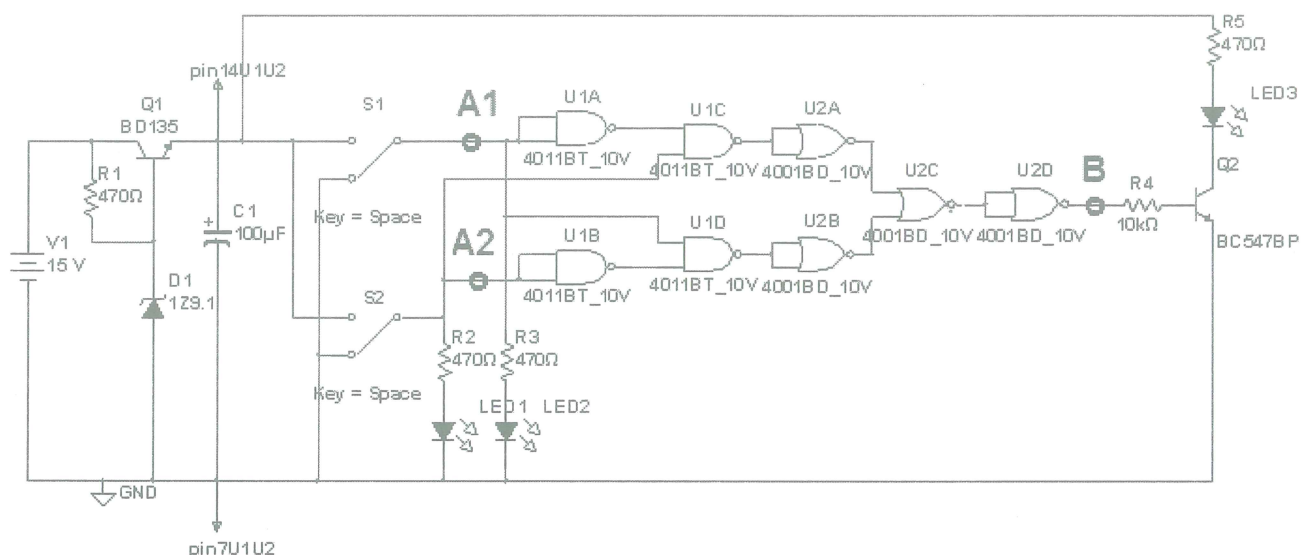 R5
470Ω
LED3
pin14U1U2
Q1
BD135
S1
A1
U1A
4011BT_10V
U1C
4011BT_10V
U2A
4001BD_10V
R1
470Ω
C1
100µF
Key = Space
A2
U2C
4001BD_10V
U2D
4001BD_10V
B
R4
10kΩ
Q2
BC547BP
V1
15 V
D1
1Z9.1
U1B
4011BT_10V
U1D
4011BT_10V
U2B
4001BD_10V
S2
Key = Space
R2
470Ω
R3
470Ω
LED1
LED2
GND
pin7U1U2